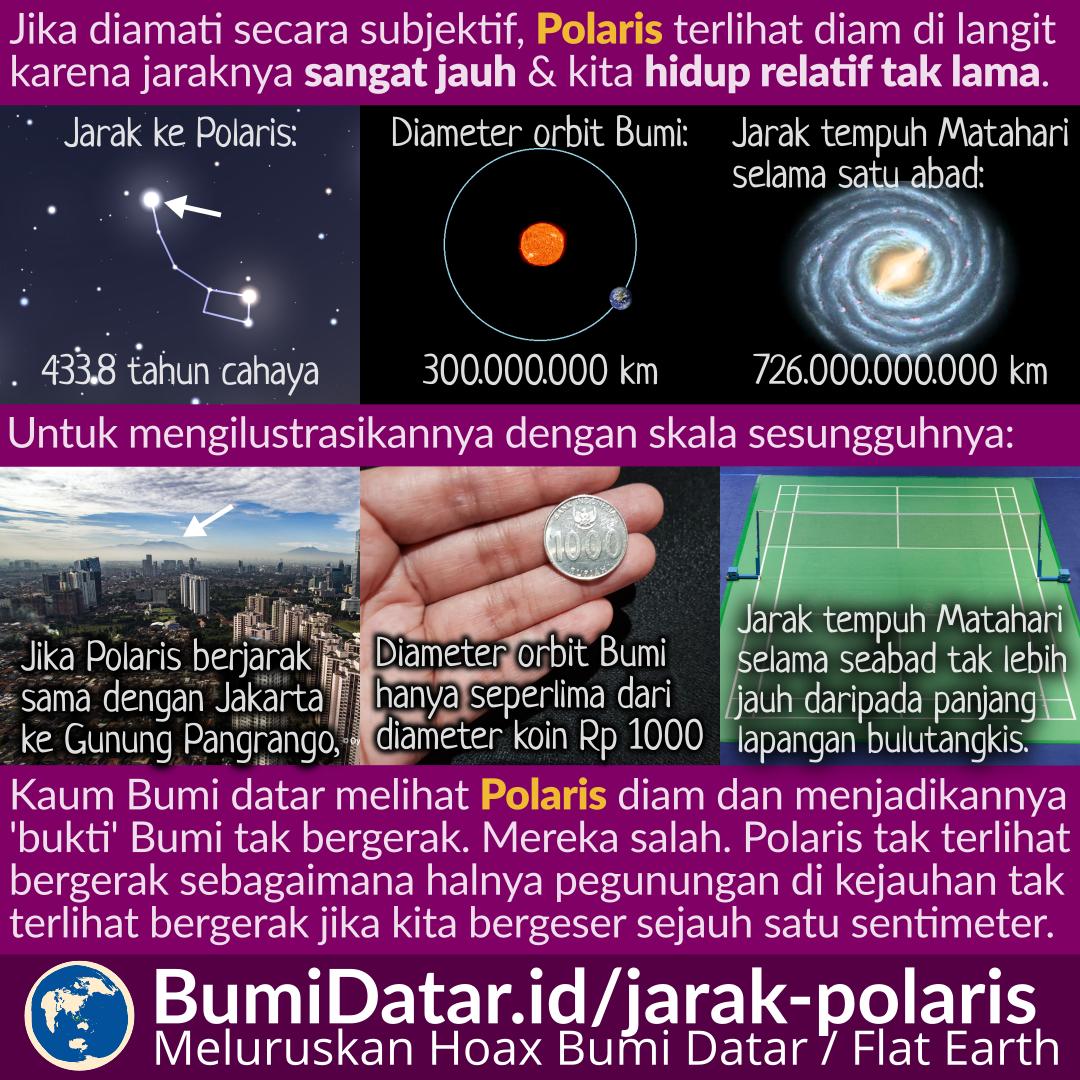 Jika diamati secara subjektif, Polaris terlihat diam di langit
karena jaraknya sangat jauh & kita hidup relatif tak lama.
Jarak ke Polaris:
433.8 tahun cahaya
Diameter orbit Bumi:
300.000.000 km
Jarak tempuh Matahari
selama satu abad:
726.000.000.000 km
Untuk mengilustrasikannya dengan skala sesungguhnya:
Jika Polaris berjarak
sama dengan Jakarta
ke Gunung Pangrango,
1000
RUPIAH
Diameter orbit Bumi
hanya seperlima dari
diameter koin Rp 1000
Jarak tempuh Matahari
selama seabad tak lebih
jauh daripada panjang
lapangan bulutangkis.
Kaum Bumi datar melihat Polaris diam dan menjadikannya
'bukti' Bumi tak bergerak. Mereka salah. Polaris tak terlihat
bergerak sebagaimana halnya pegunungan di kejauhan tak
terlihat bergerak jika kita bergeser sejauh satu sentimeter.
BumiDatar.id/jarak-polaris
Meluruskan Hoax Bumi Datar / Flat Earth